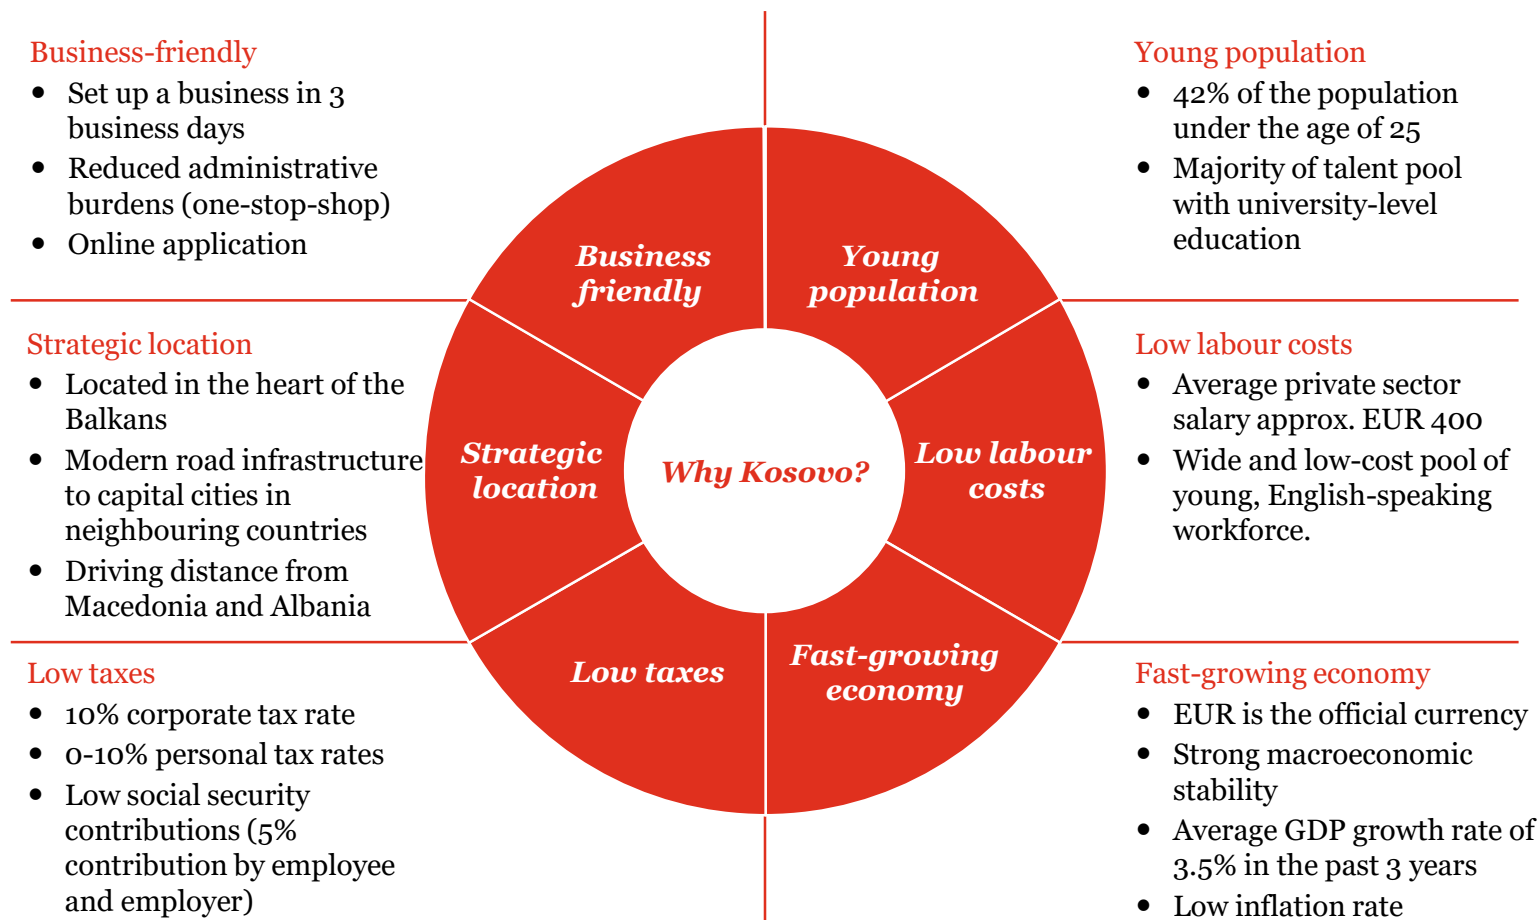 Business-friendly
• Set up a business in 3
business days
• Reduced administrative
burdens (one-stop-shop)
• Online application
Strategic location
• Located in the heart of the
Balkans
• Modern road infrastructure
to capital cities in
neighbouring countries
• Driving distance from
Macedonia and Albania
Low taxes
• 10% corporate tax rate
• 0-10% personal tax rates
• Low social security
contributions (5%
contribution by employee
and employer)
Business
friendly
Young
population
Strategic
location
Why Kosovo?
Low labour
costs
Low taxes
Fast-growing
economy
Young population
• 42% of the population
under the age of 25
• Majority of talent pool
with university-level
education
Low labour costs
• Average private sector
salary approx. EUR 400
• Wide and low-cost pool of
young, English-speaking
workforce.
Fast-growing economy
• EUR is the official currency
• Strong macroeconomic
stability
• Average GDP growth rate of
3.5% in the past 3 years
• Low inflation rate